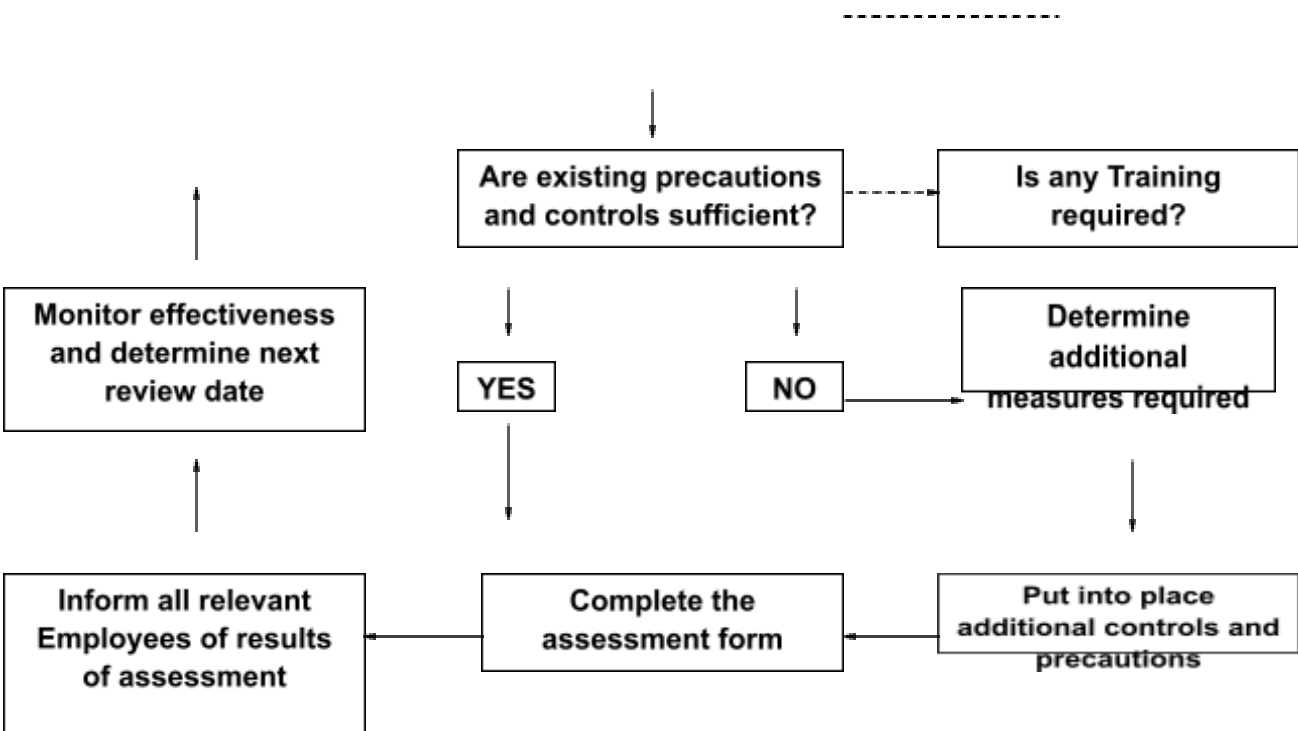 Are existing precautions
and controls sufficient?
Is any Training
required?
Monitor effectiveness
and determine next
review date
YES
NO
Determine
additional
measures required
Inform all relevant
Employees of results
of assessment
Complete the
assessment form
Put into place
additional controls and
precautions